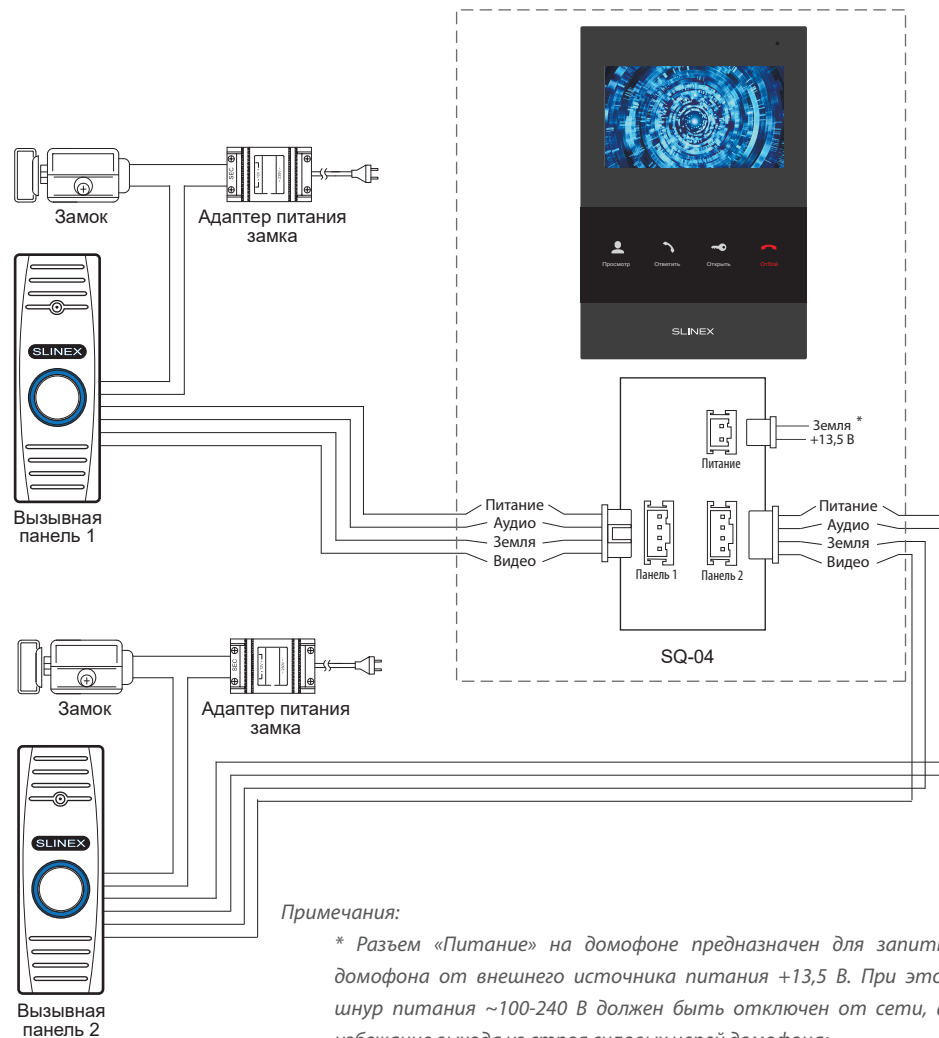 Просмотр
Ответить
Открыть
Отбой
SLINEX
Замок
SEC
Адаптер питания
замка
SLINEX
Вызывная
панель 1
Земля *
+13,5 В
Питание
Питание
Аудио
Земля
Видео
Панель 1
Панель 2
Питание
Аудио
Земля
Видео
SQ-04
Замок
SEC
Адаптер питания
замка
SLINEX
Вызывная
панель 2
Примечания:
* Разъем «Питание» на домофоне предназначен для
домофона от внешнего источника питания +13,5 В. При
шнур питания ~100-240 В должен быть отключен от сети,